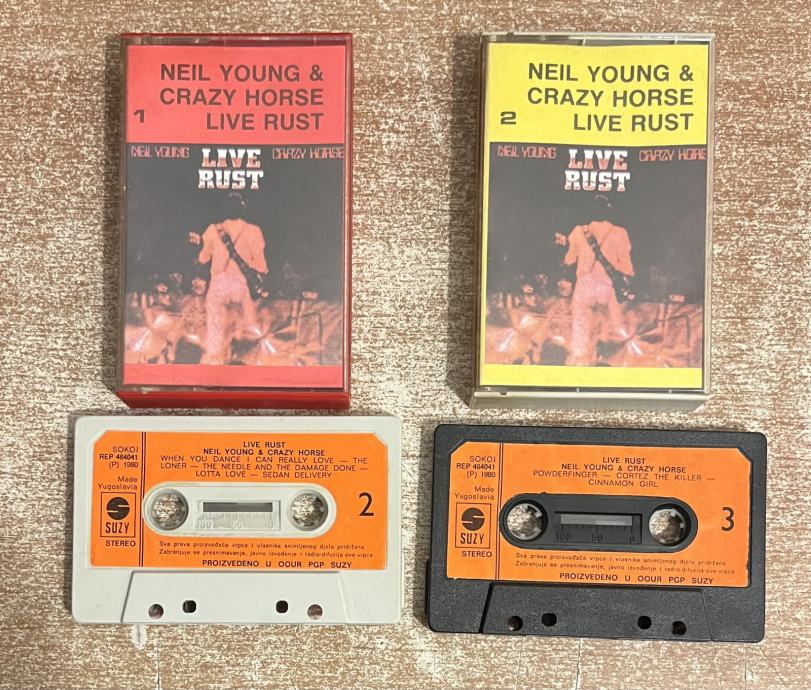 NEIL YOUNG &
CRAZY HORSE
1 LIVE RUST
NEIL YOUNG LIVE CRAZY HORSE
RUST
NEIL YOUNG &
CRAZY HORSE
2 LIVE RUST
NEIL YOUNG LIVE CRAZY HORSE
RUST
SOKOJ
REP 464041
(P) 1980
Made
Yugoslavia
SUZY
STEREO
LIVE RUST
NEIL YOUNG & CRAZY HORSE
WHEN YOU DANCE I CAN REALLY LOVE — THE
LONER — THE NEEDLE AND THE DAMAGE DONE —
LOTTA LOVE — SEDAN DELIVERY
2
100 50 0
Sva prava proizvođača vrpce i vlasnika snimljenog djela pridržana
Zabranjuje se presnimavanje, javno izvođenje i radio-difuzija ove vrpce
PROIZVEDENO U OOUR PGP SUZY
SOKOJ
REP 464041
(P) 1980
Made
Yugoslavia
SUZY
STEREO
LIVE RUST
NEIL YOUNG & CRAZY HORSE
POWDERFINGER — CORTEZ THE KILLER —
CINNAMON GIRL
3
100 50 0
Sva prava proizvođača vrpce i vlasnika snimljenog djela pridržana
Zabranjuje se presnimavanje, javno izvođenje i radio-difuzija ove vrpce
PROIZVEDENO U OOUR PGP SUZY